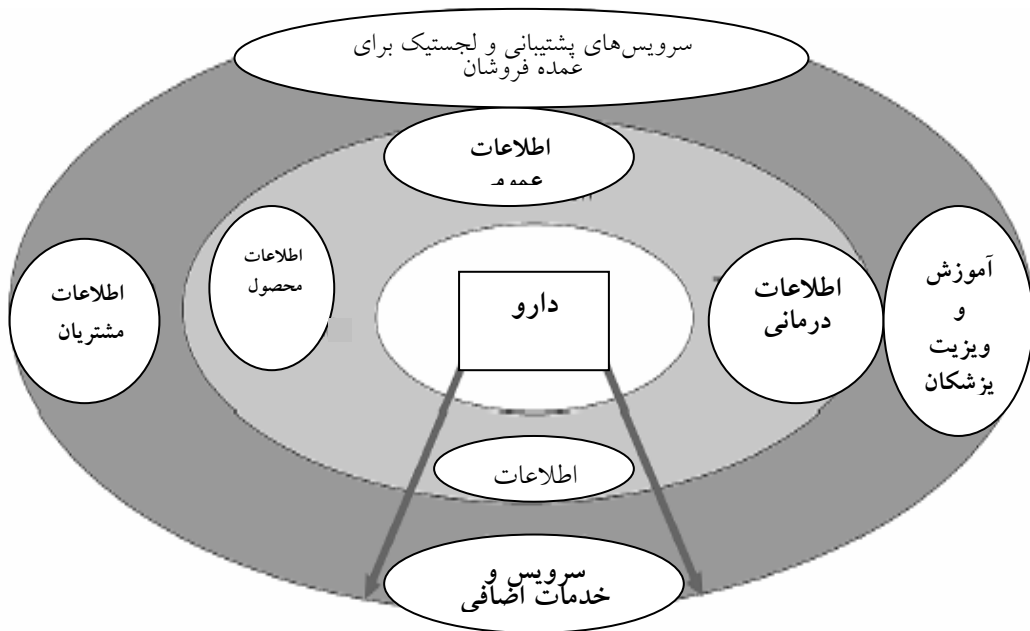 سرویس‌های پشتیبانی و لجستیک برای
عمده فروشان
اطلاعات
عمومی
آموزش
و
ویزیت
پزشکان
اطلاعات
درمانی
دارو
اطلاعات
محصول
اطلاعات
مشتریان
اطلاعات
سرویس و
خدمات اضافی